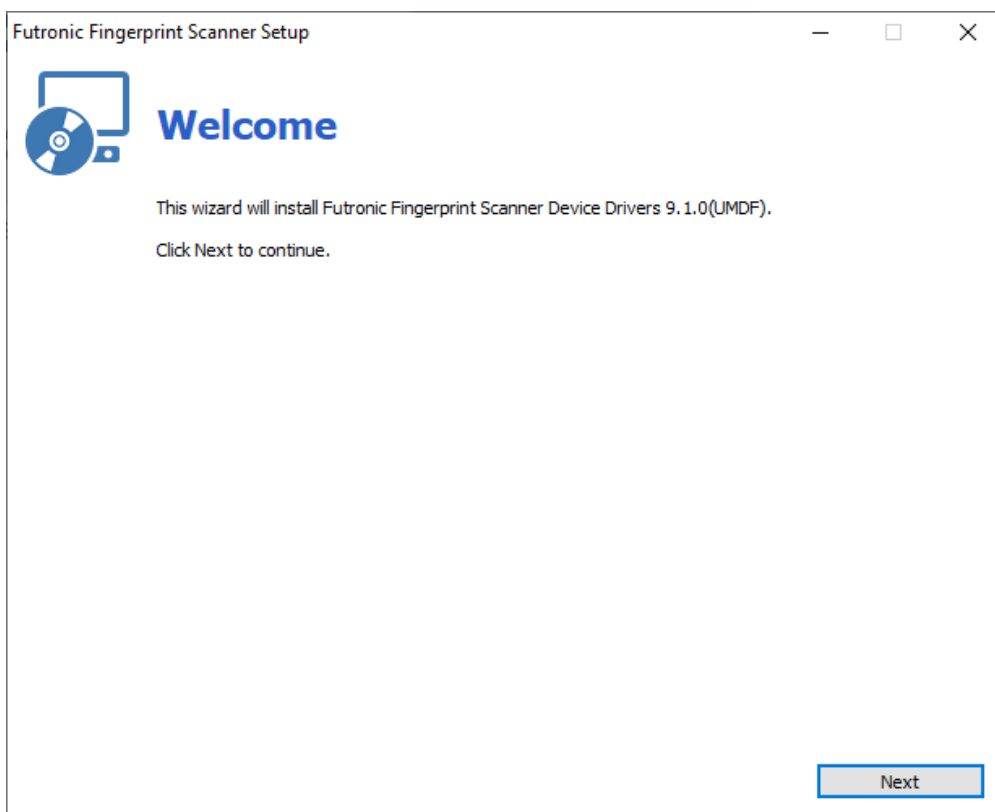 Futronic Fingerprint Scanner Setup
Welcome
This wizard will install Futronic Fingerprint Scanner Device Drivers 9.1.0(UMDF).
Click Next to continue.
Next